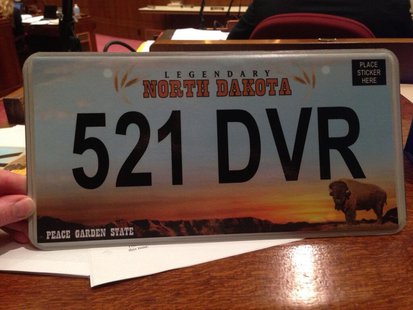 LEGENDARY
NORTH DAKOTA
PLACE
STICKER
HERE
521 DVR
PEACE GARDEN STATE